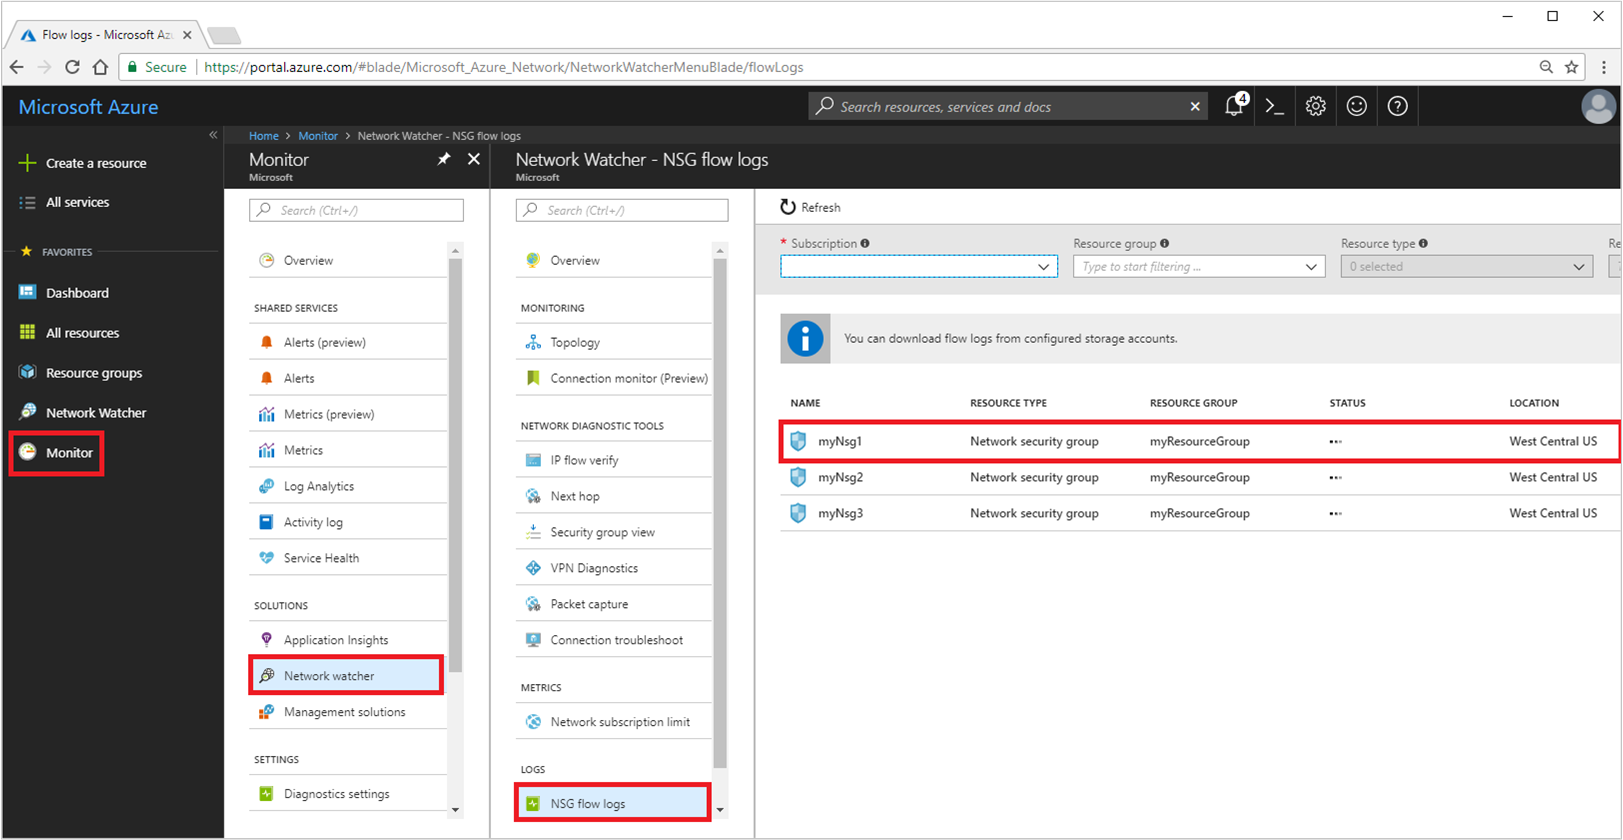 Flow logs - Microsoft Az
Secure
https://portal.azure.com/#blade/Microsoft_Azure_Network/NetworkWatcherMenuBlade/flowLogs
Microsoft Azure
Search resources, services and docs
4
Home > Monitor > Network Watcher - NSG flow logs
Create a resource
All services
FAVORITES
Dashboard
All resources
Resource groups
Network Watcher
Monitor
Monitor
Microsoft
Search (Ctrl+/)
Overview
SHARED SERVICES
Alerts (preview)
Alerts
Metrics (preview)
Metrics
Log Analytics
Activity log
Service Health
SOLUTIONS
Application Insights
Network watcher
Management solutions
SETTINGS
Diagnostics settings
Network Watcher - NSG flow logs
Microsoft
Search (Ctrl+/)
Overview
MONITORING
Topology
Connection monitor (Preview)
NETWORK DIAGNOSTIC TOOLS
IP flow verify
Next hop
Security group view
VPN Diagnostics
Packet capture
Connection troubleshoot
METRICS
Network subscription limit
LOGS
NSG flow logs
Refresh
* Subscription
Resource group
Type to start filtering ...
Resource type
0 selected
Re
You can download flow logs from configured storage accounts.
NAME RESOURCE TYPE RESOURCE GROUP STATUS LOCATION
myNsg1 Network security group myResourceGroup ... West Central US
myNsg2 Network security group myResourceGroup ... West Central US
myNsg3 Network security group myResourceGroup ... West Central US